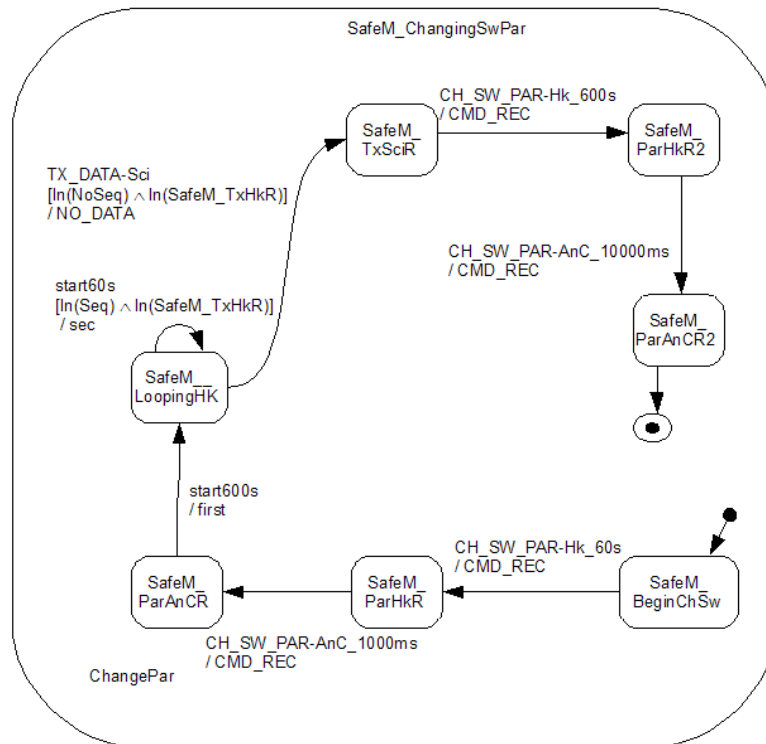 SafeM_ChangingSwPar
CH_SW_PAR-Hk_600s
/ CMD_REC
SafeM_
TxSciR
SafeM_
ParHkR2
TX_DATA-Sci
[In(NoSeq) ∧ In(SafeM_TxHkR)]
/ NO_DATA
CH_SW_PAR-AnC_10000ms
/ CMD_REC
start60s
[In(Seq) ∧ In(SafeM_TxHkR)]
/ sec
SafeM_
ParAnCR2
SafeM__
LoopingHK
start600s
/ first
CH_SW_PAR-Hk_60s
/ CMD_REC
SafeM_
ParAnCR
SafeM_
ParHkR
SafeM_
BeginChSw
CH_SW_PAR-AnC_1000ms
/ CMD_REC
ChangePar